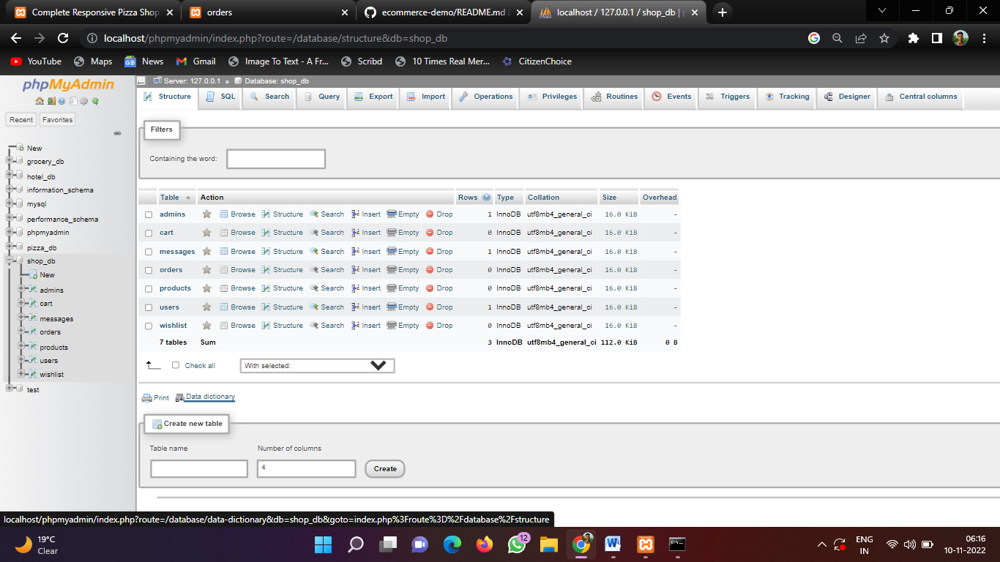 Complete Responsive Pizza Shop
orders
ecommerce-demo/README.md
localhost / 127.0.0.1 / shop_db |
localhost/phpmyadmin/index.php?route=/database/structure&db=shop_db
YouTube Maps News Gmail Image To Text - A Fr... Scribd 10 Times Real Mer... CitizenChoice
phpMyAdmin
Recent Favorites
New
grocery_db
hotel_db
information_schema
mysql
performance_schema
phpmyadmin
pizza_db
shop_db
New
admins
cart
messages
orders
products
users
wishlist
test
Server: 127.0.0.1 » Database: shop_db
Structure SQL Search Query Export Import Operations Privileges Routines Events Triggers Tracking Designer Central columns
Filters
Containing the word:
Table Action Rows Type Collation Size Overhead
admins Browse Structure Search Insert Empty Drop 1 InnoDB utf8mb4_general_ci 16.0 KiB -
cart Browse Structure Search Insert Empty Drop 0 InnoDB utf8mb4_general_ci 16.0 KiB -
messages Browse Structure Search Insert Empty Drop 1 InnoDB utf8mb4_general_ci 16.0 KiB -
orders Browse Structure Search Insert Empty Drop 0 InnoDB utf8mb4_general_ci 16.0 KiB -
products Browse Structure Search Insert Empty Drop 0 InnoDB utf8mb4_general_ci 16.0 KiB -
users Browse Structure Search Insert Empty Drop 1 InnoDB utf8mb4_general_ci 16.0 KiB -
wishlist Browse Structure Search Insert Empty Drop 0 InnoDB utf8mb4_general_ci 16.0 KiB -
7 tables Sum 3 InnoDB utf8mb4_general_ci 112.0 KiB 0 B
Check all With selected:
Print Data dictionary
Create new table
Table name Number of columns
4 Create
localhost/phpmyadmin/index.php?route=/database/data-dictionary&db=shop_db&goto=index.php%3Froute%3D%2Fdatabase%2Fstructure
19°C
Clear
12
ENG
IN
06:16
10-11-2022